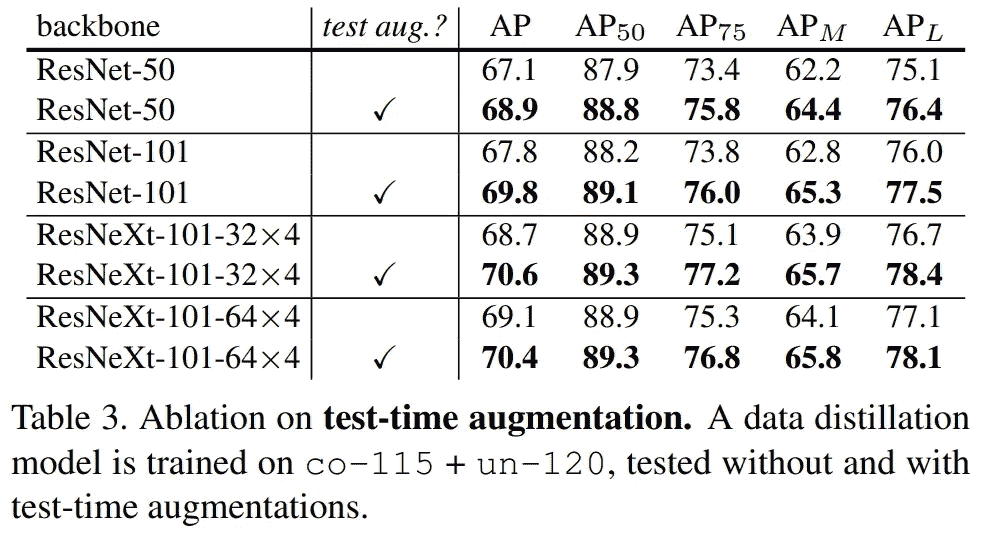 backbone test aug.? AP AP50 AP75 APM APL
ResNet-50 67.1 87.9 73.4 62.2 75.1
ResNet-50 ✓ 68.9 88.8 75.8 64.4 76.4
ResNet-101 67.8 88.2 73.8 62.8 76.0
ResNet-101 ✓ 69.8 89.1 76.0 65.3 77.5
ResNeXt-101-32×4 68.7 88.9 75.1 63.9 76.7
ResNeXt-101-32×4 ✓ 70.6 89.3 77.2 65.7 78.4
ResNeXt-101-64×4 69.1 88.9 75.3 64.1 77.1
ResNeXt-101-64×4 ✓ 70.4 89.3 76.8 65.8 78.1
Table 3. Ablation on test-time augmentation. A data distillation
model is trained on co-115 + un-120, tested without and with
test-time augmentations.